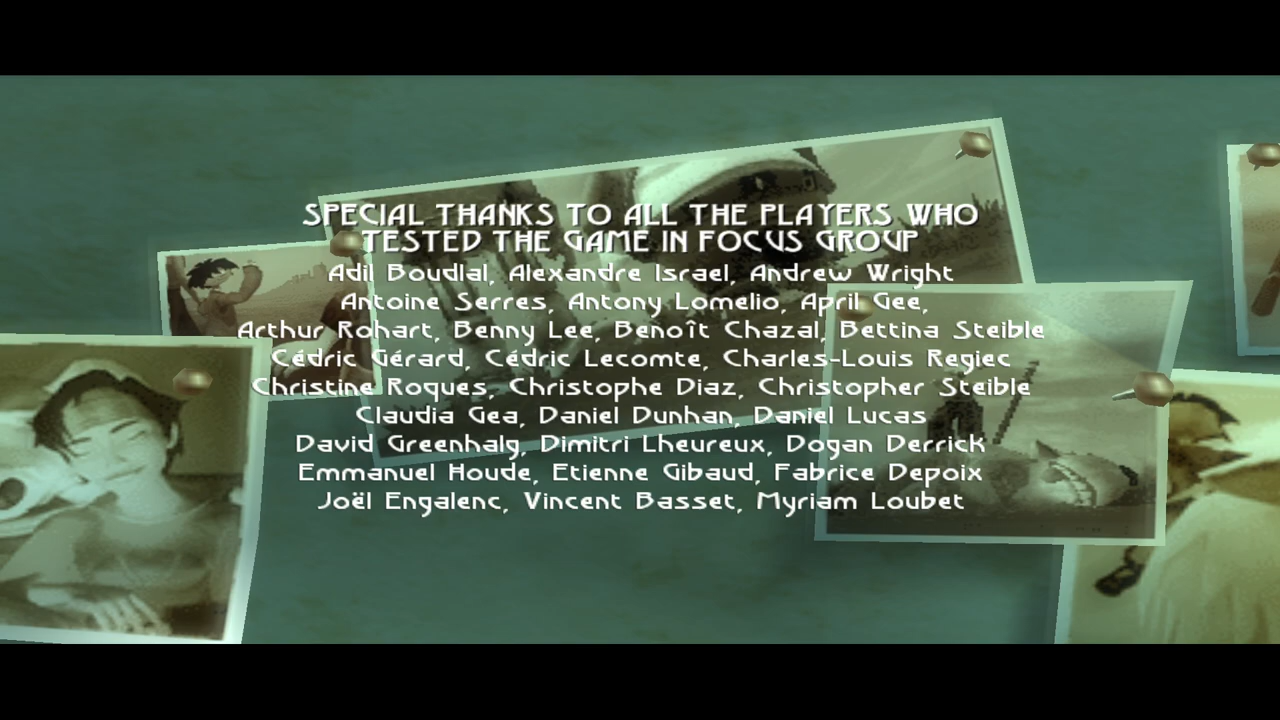 SPECIAL THANKS TO ALL THE PLAYERS WHO
TESTED THE GAME IN FOCUS GROUP
Adil Boudlal, Alexandre Israel, Andrew Wright
Antoine Serres, Antony Lomelio, April Gee,
Arthur Rohart, Benny Lee, Benoît Chazal, Bettina Steible
Cédric Gérard, Cédric Lecomte, Charles-Louis Regiec
Christine Roques, Christophe Diaz, Christopher Steible
Claudia Gea, Daniel Dunhan, Daniel Lucas
David Greenhalg, Dimitri Lheureux, Dogan Derrick
Emmanuel Houde, Etienne Gibaud, Fabrice Depoix
Joël Engalenc, Vincent Basset, Myriam Loubet